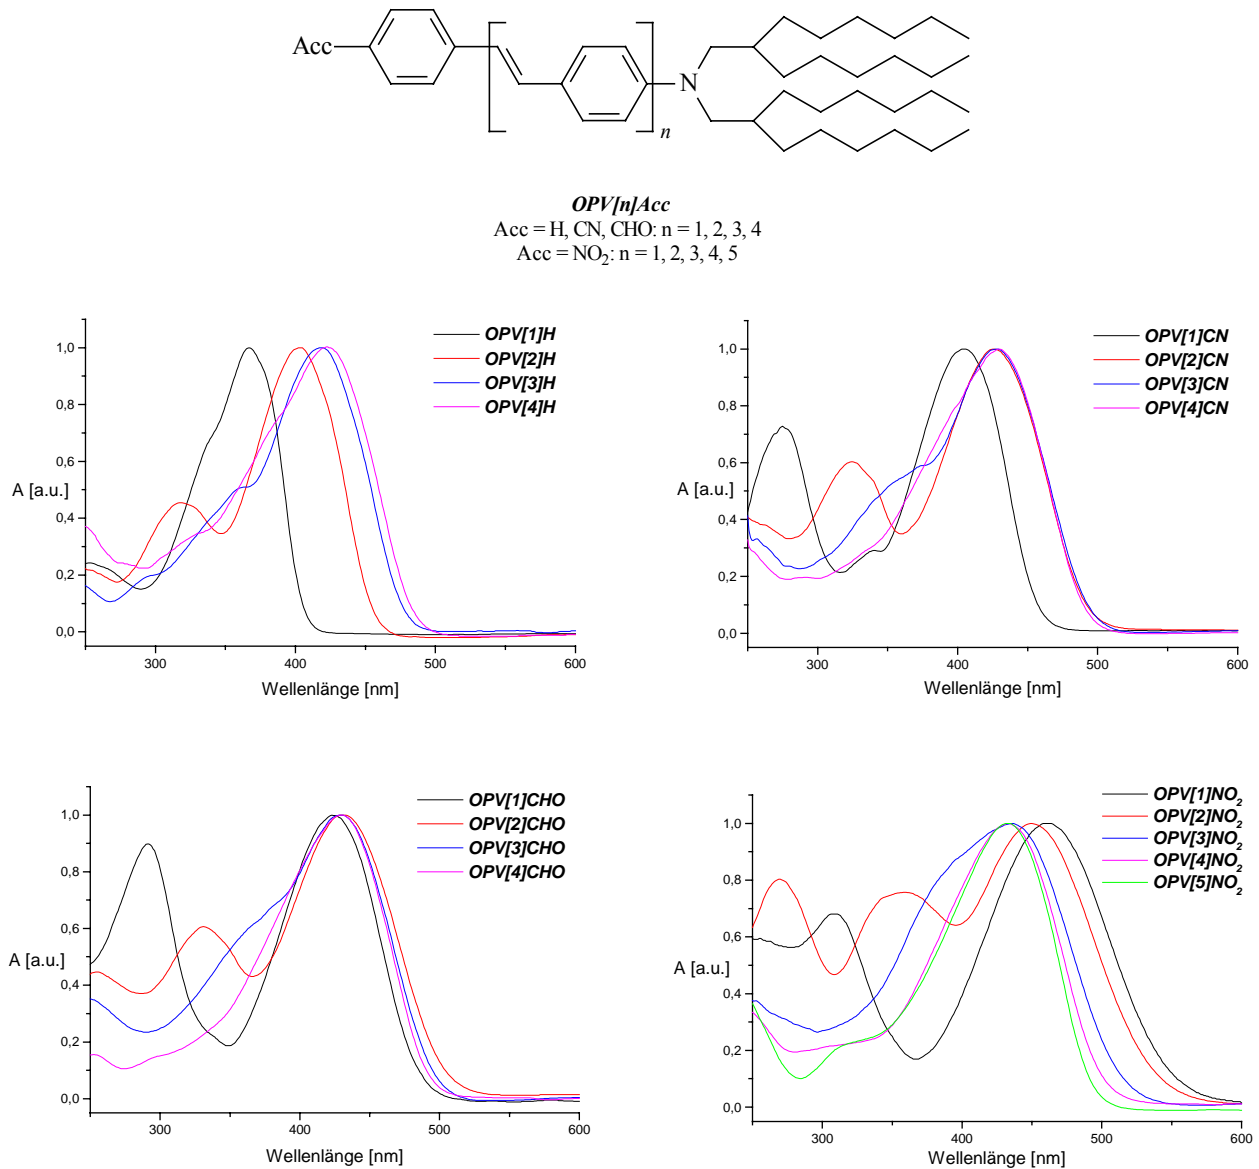 Acc
N
n
OPV[n]Acc
Acc = H, CN, CHO: n = 1, 2, 3, 4
Acc = NO₂: n = 1, 2, 3, 4, 5
OPV[1]H
OPV[2]H
OPV[3]H
OPV[4]H
1,0
0,8
0,6
A [a.u.]
0,4
0,2
0,0
300 400 500 600
Wellenlänge [nm]
OPV[1]CN
OPV[2]CN
OPV[3]CN
OPV[4]CN
1,0
0,8
0,6
A [a.u.]
0,4
0,2
0,0
300 400 500 600
Wellenlänge [nm]
OPV[1]CHO
OPV[2]CHO
OPV[3]CHO
OPV[4]CHO
1,0
0,8
0,6
A [a.u.]
0,4
0,2
0,0
300 400 500 600
Wellenlänge [nm]
OPV[1]NO₂
OPV[2]NO₂
OPV[3]NO₂
OPV[4]NO₂
OPV[5]NO₂
1,0
0,8
0,6
A [a.u.]
0,4
0,2
0,0
300 400 500 600
Wellenlänge [nm]